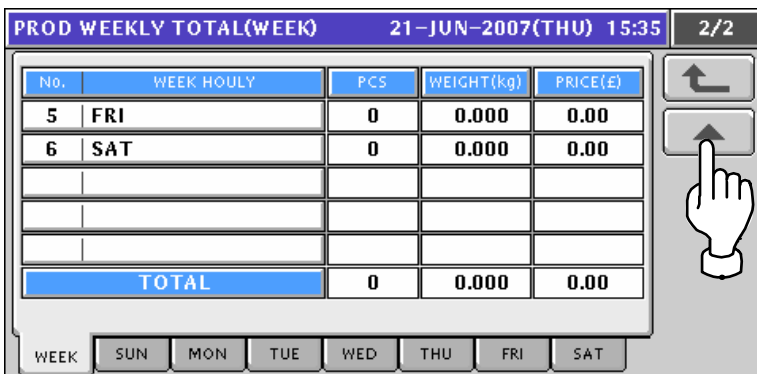 PROD WEEKLY TOTAL(WEEK) 21-JUN-2007(THU) 15:35 2/2
No. WEEK HOULY PCS WEIGHT(kg) PRICE(£)
5 FRI 0 0.000 0.00
6 SAT 0 0.000 0.00
TOTAL 0 0.000 0.00
WEEK SUN MON TUE WED THU FRI SAT